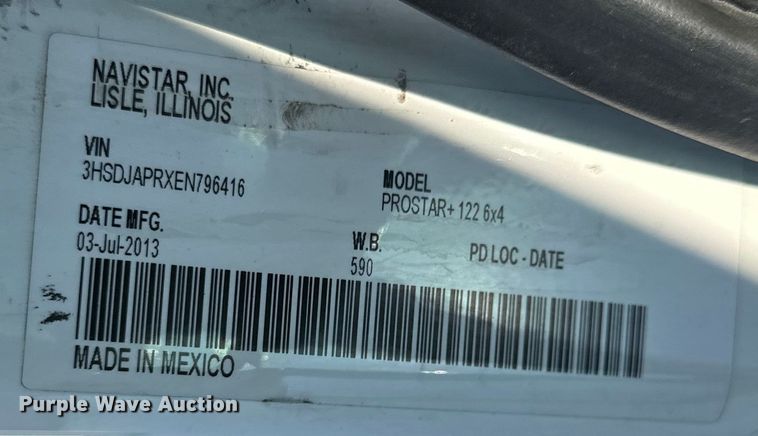 NAVISTAR, INC.
LISLE, ILLINOIS
VIN
3HSDJAPRXEN796416
MODEL
PROSTAR+ 122 6x4
DATE MFG.
03-Jul-2013
W.B.
590
PD LOC - DATE
MADE IN MEXICO
Purple Wave Auction